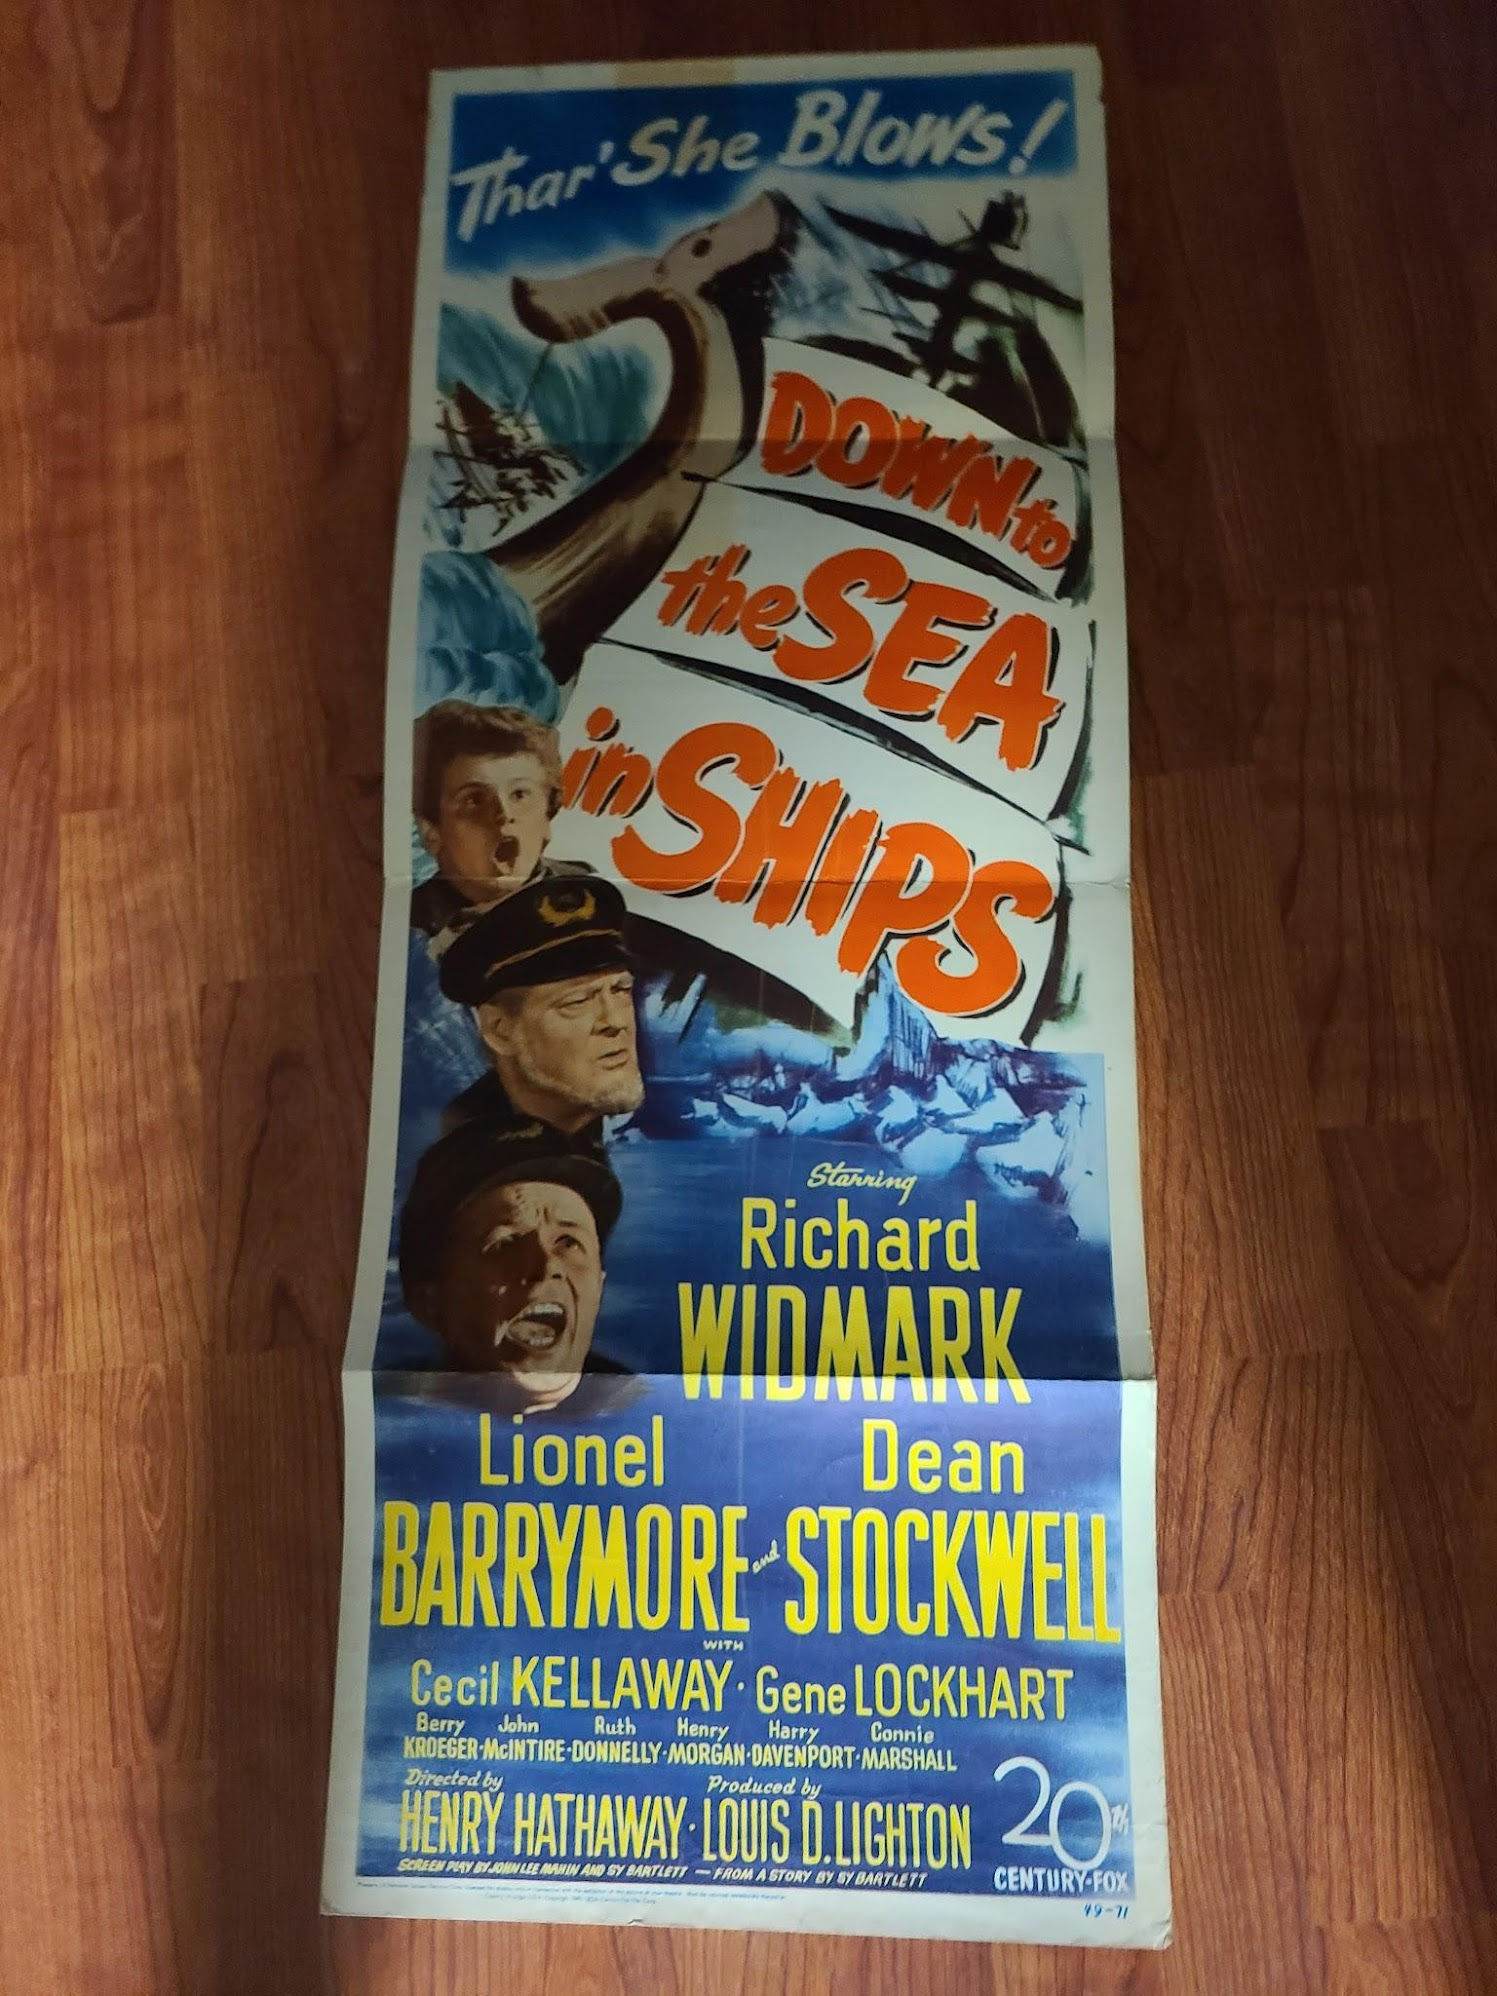 Thar' She Blows!
DOWN to
the SEA
in SHIPS
Starring
Richard
WIDMARK
Lionel Dean
BARRYMORE and STOCKWELL
WITH
Cecil KELLAWAY · Gene LOCKHART
Berry John Ruth Henry Harry Connie
KROEGER · McINTIRE · DONNELLY · MORGAN · DAVENPORT · MARSHALL
Directed by Produced by
HENRY HATHAWAY · LOUIS D. LIGHTON
SCREEN PLAY BY JOHN LEE MAHIN AND SY BARTLETT — FROM A STORY BY SY BARTLETT
20TH
CENTURY-FOX
49-71